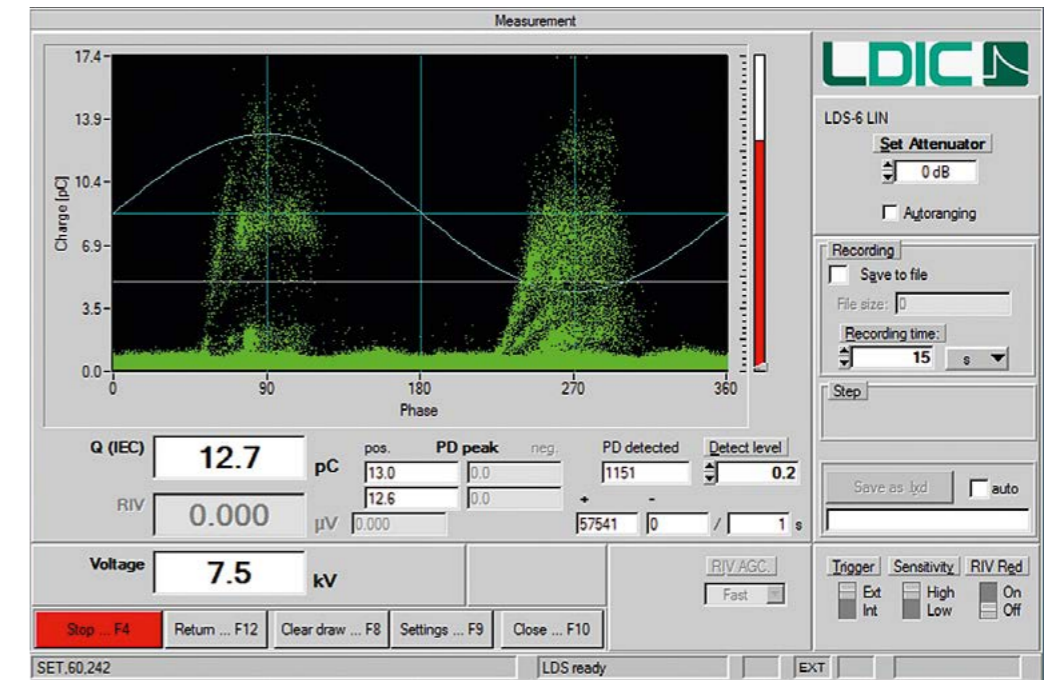 Measurement
17.4
13.9
10.4
6.9
3.5
0.0
Charge [pC]
0 90 180 270 360
Phase
LDIC
LDS-6 LIN
Set Attenuator
0 dB
Autoranging
Recording
Save to file
File size: 0
Recording time:
15 s
Step
Save as lxd auto
Q (IEC) 12.7 pC
RIV 0.000 µV
pos. PD peak neg.
13.0 0.0
12.6 0.0
0.000
PD detected Detect level
1151 0.2
+ -
57541 0 / 1 s
Voltage 7.5 kV
RIV AGC.
Fast
Trigger Sensitivity RIV Red
Ext High On
Int Low Off
Stop ... F4 Return ... F12 Clear draw ... F8 Settings ... F9 Close ... F10
SET,60,242 LDS ready EXT